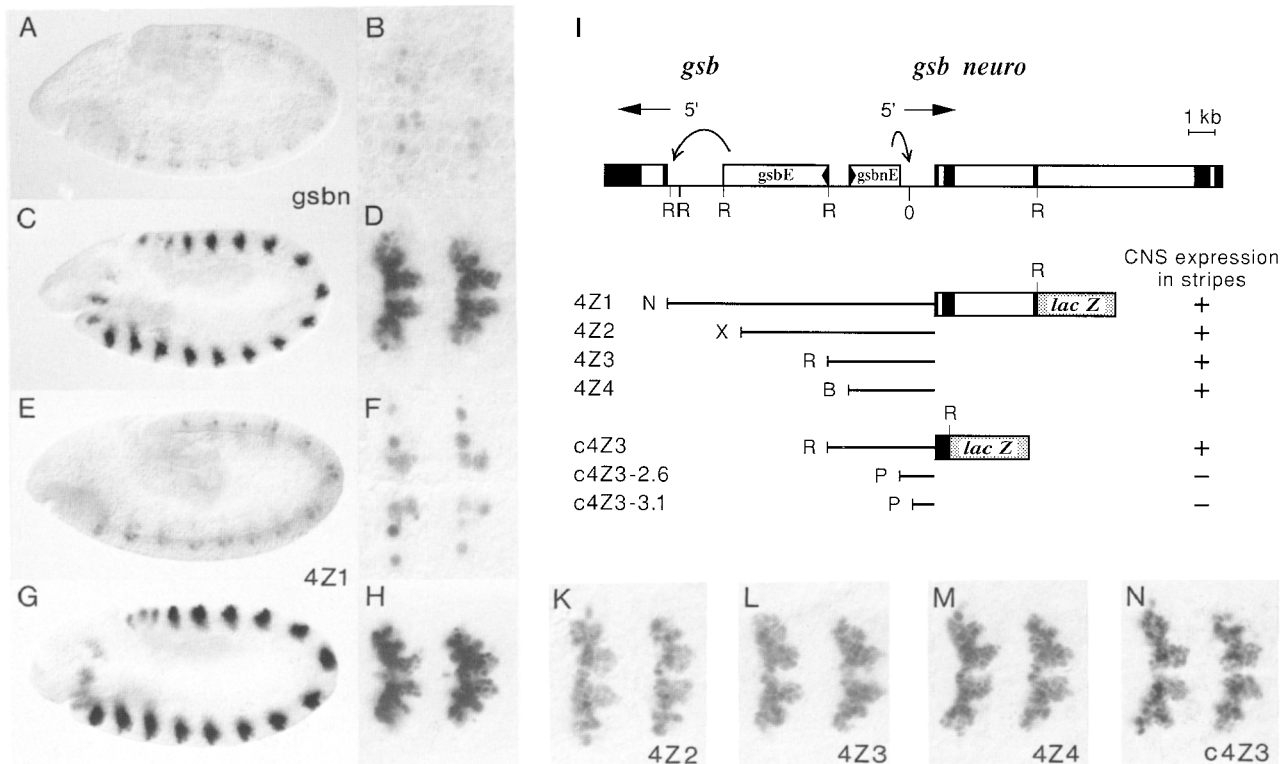 A
B
gsbn
C
D
E
F
4Z1
G
H
I
gsb
gsb neuro
5'
5'
1 kb
gsbE
gsbnE
R R R R 0 R
CNS expression
in stripes
R
4Z1 N lac Z +
4Z2 X +
4Z3 R +
4Z4 B +
R
c4Z3 R lac Z +
c4Z3-2.6 P –
c4Z3-3.1 P –
K
4Z2
L
4Z3
M
4Z4
N
c4Z3